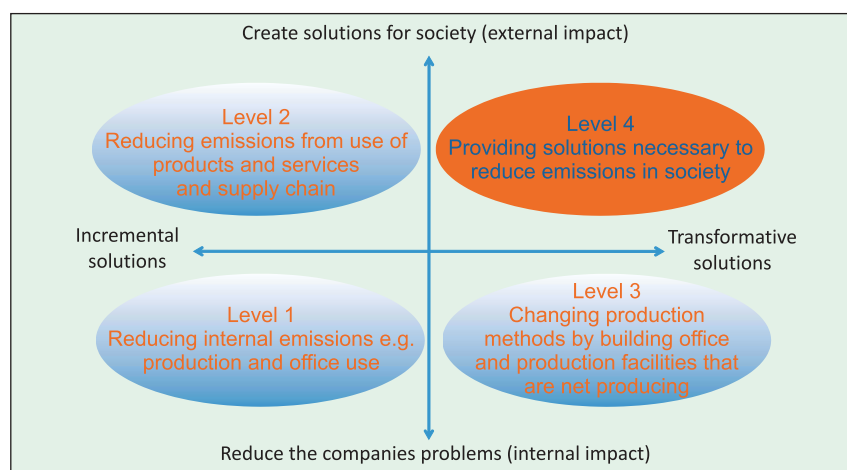 Create solutions for society (external impact)
Level 2
Reducing emissions from use of
products and services
and supply chain
Level 4
Providing solutions necessary to
reduce emissions in society
Incremental
solutions
Transformative
solutions
Level 1
Reducing internal emissions e.g.
production and office use
Level 3
Changing production
methods by building office
and production facilities that
are net producing
Reduce the companies problems (internal impact)